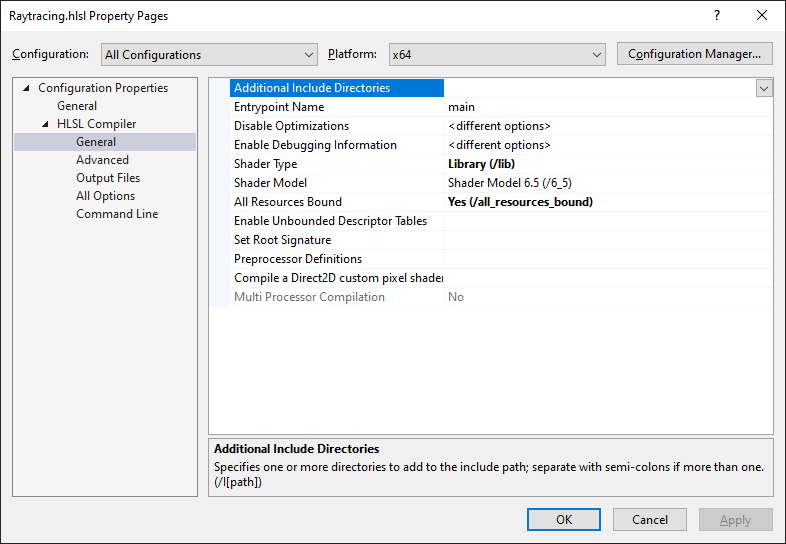 Raytracing.hlsl Property Pages
? 
Configuration: All Configurations Platform: x64 Configuration Manager...
Configuration Properties
General
HLSL Compiler
General
Advanced
Output Files
All Options
Command Line
Additional Include Directories
Entrypoint Name main
Disable Optimizations <different options>
Enable Debugging Information <different options>
Shader Type Library (/lib)
Shader Model Shader Model 6.5 (/6_5)
All Resources Bound Yes (/all_resources_bound)
Enable Unbounded Descriptor Tables
Set Root Signature
Preprocessor Definitions
Compile a Direct2D custom pixel shader
Multi Processor Compilation No
Additional Include Directories
Specifies one or more directories to add to the include path; separate with semi-colons if more than one.
(/I[path])
OK Cancel Apply